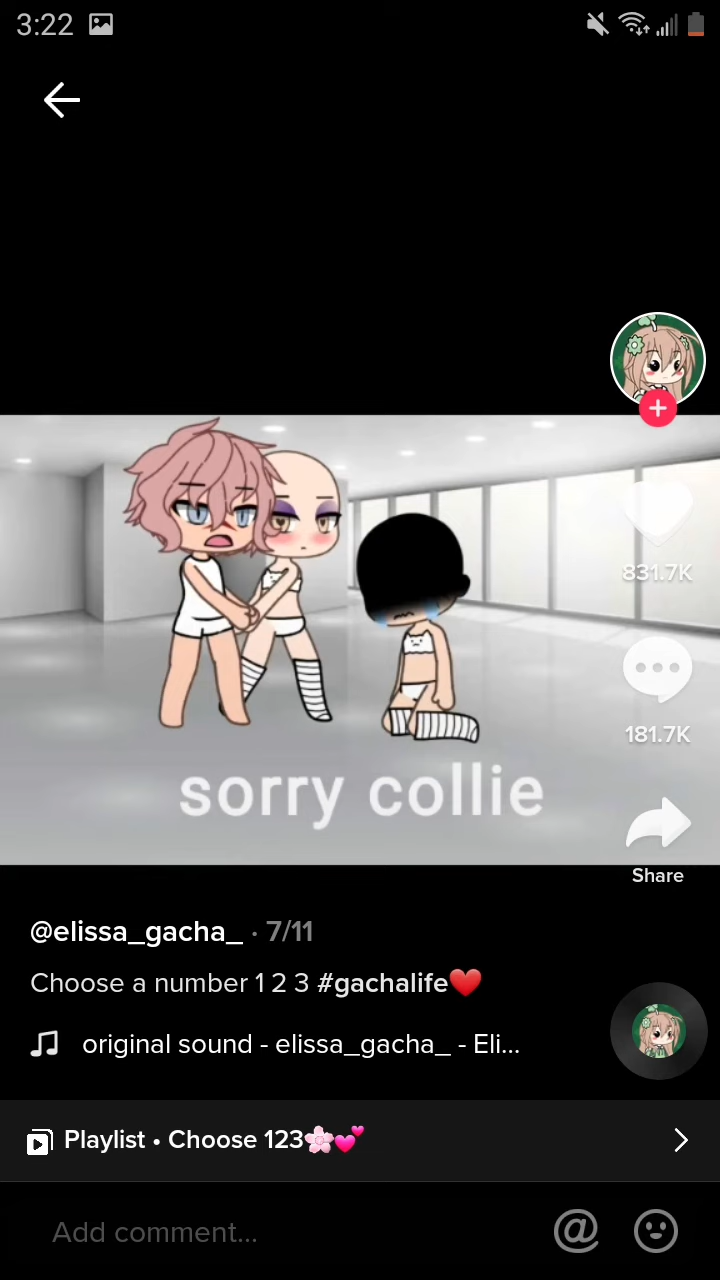 3:22
831.7K
181.7K
sorry collie
Share
@elissa_gacha_ · 7/11
Choose a number 1 2 3 #gachalife❤️
original sound - elissa_gacha_ - Eli...
Playlist • Choose 123🌸💕
Add comment...